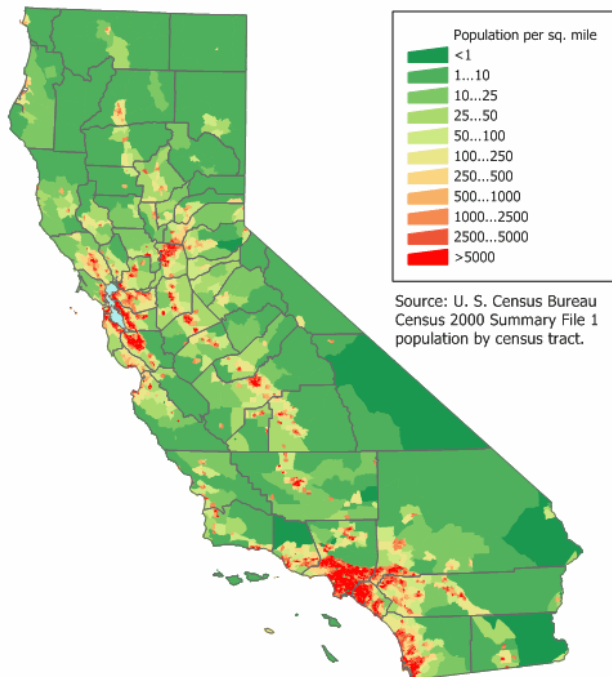 Population per sq. mile
<1
1...10
10...25
25...50
50...100
100...250
250...500
500...1000
1000...2500
2500...5000
>5000
Source: U. S. Census Bureau
Census 2000 Summary File 1
population by census tract.